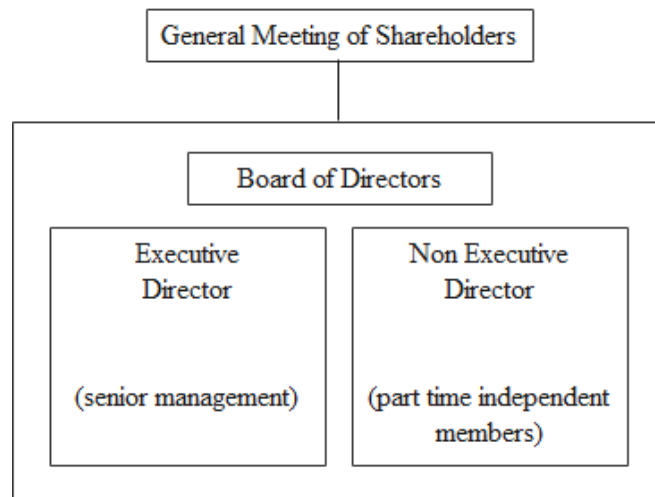 General Meeting of Shareholders
Board of Directors
Executive
Director
(senior management)
Non Executive
Director
(part time independent
members)